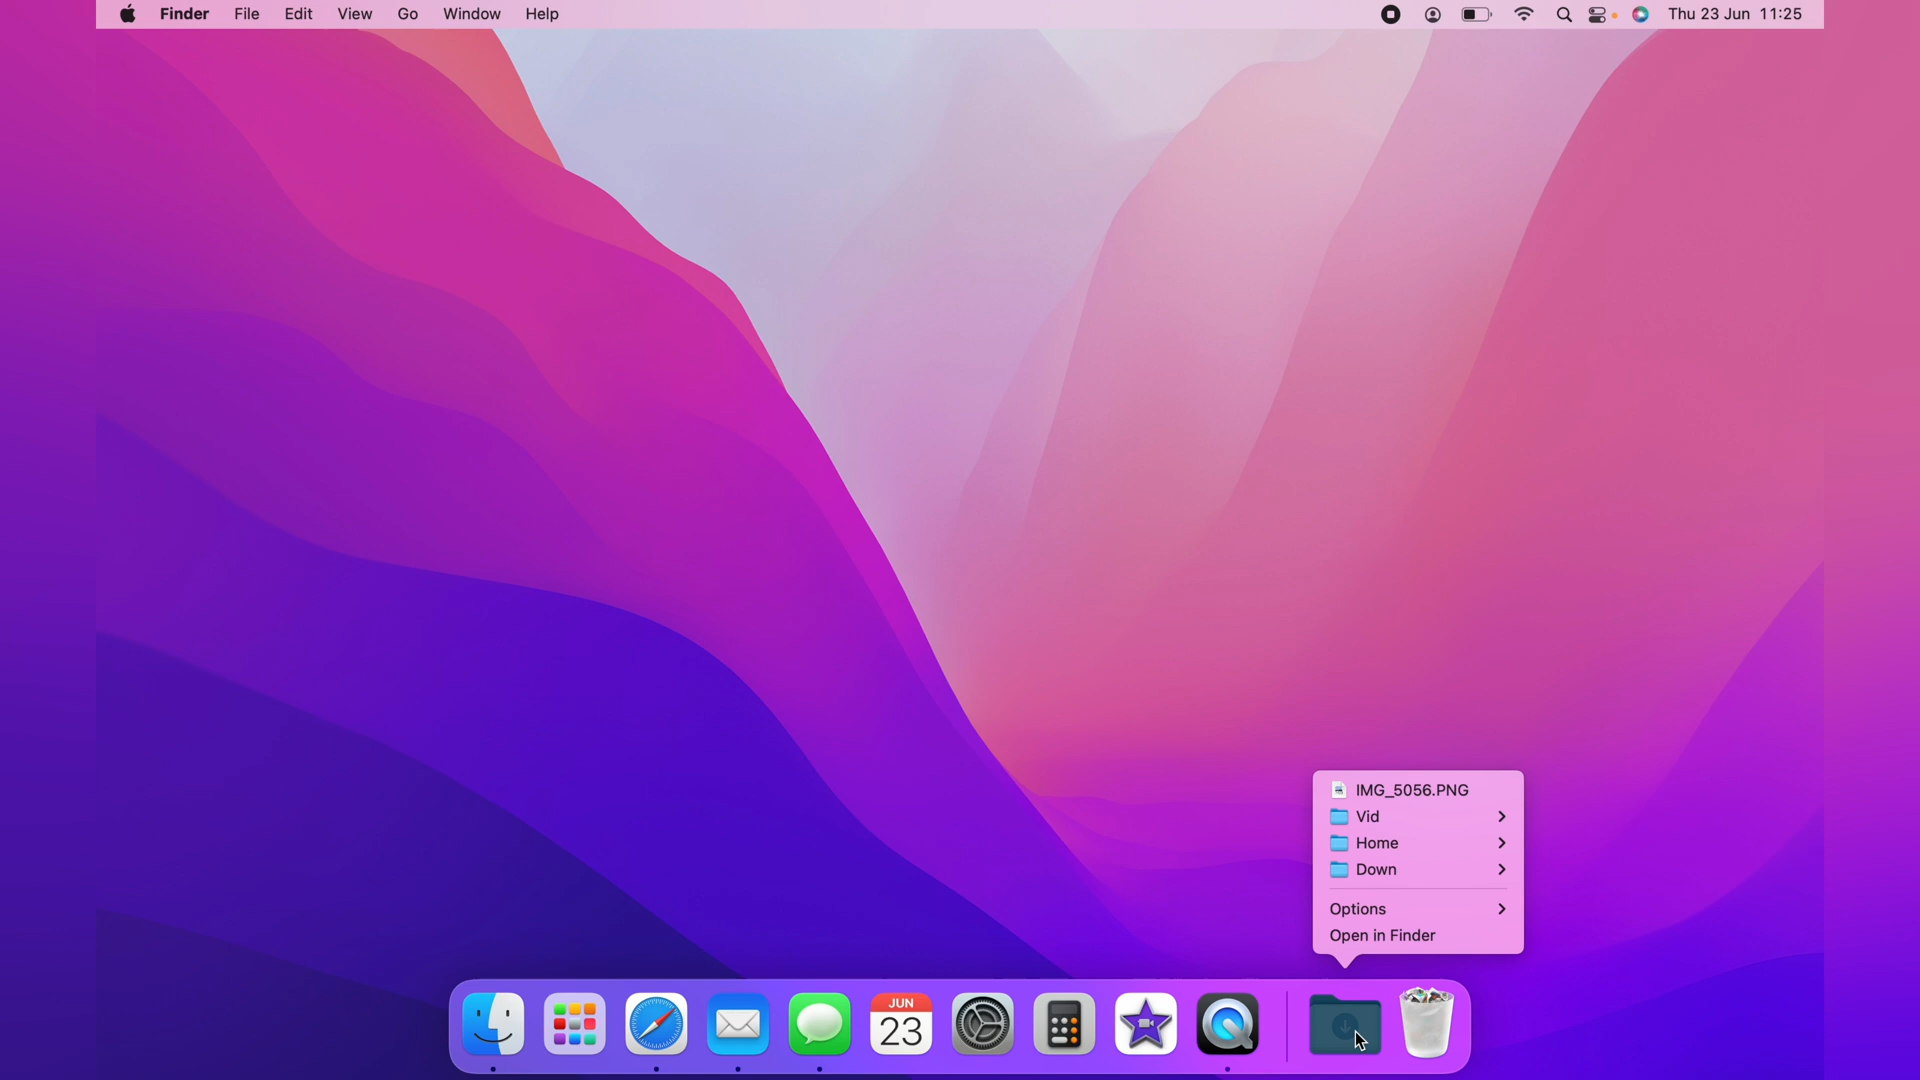 Finder File Edit View Go Window Help Thu 23 Jun 11:25
IMG_5056.PNG
Vid
Home
Down
Options
Open in Finder
JUN
23